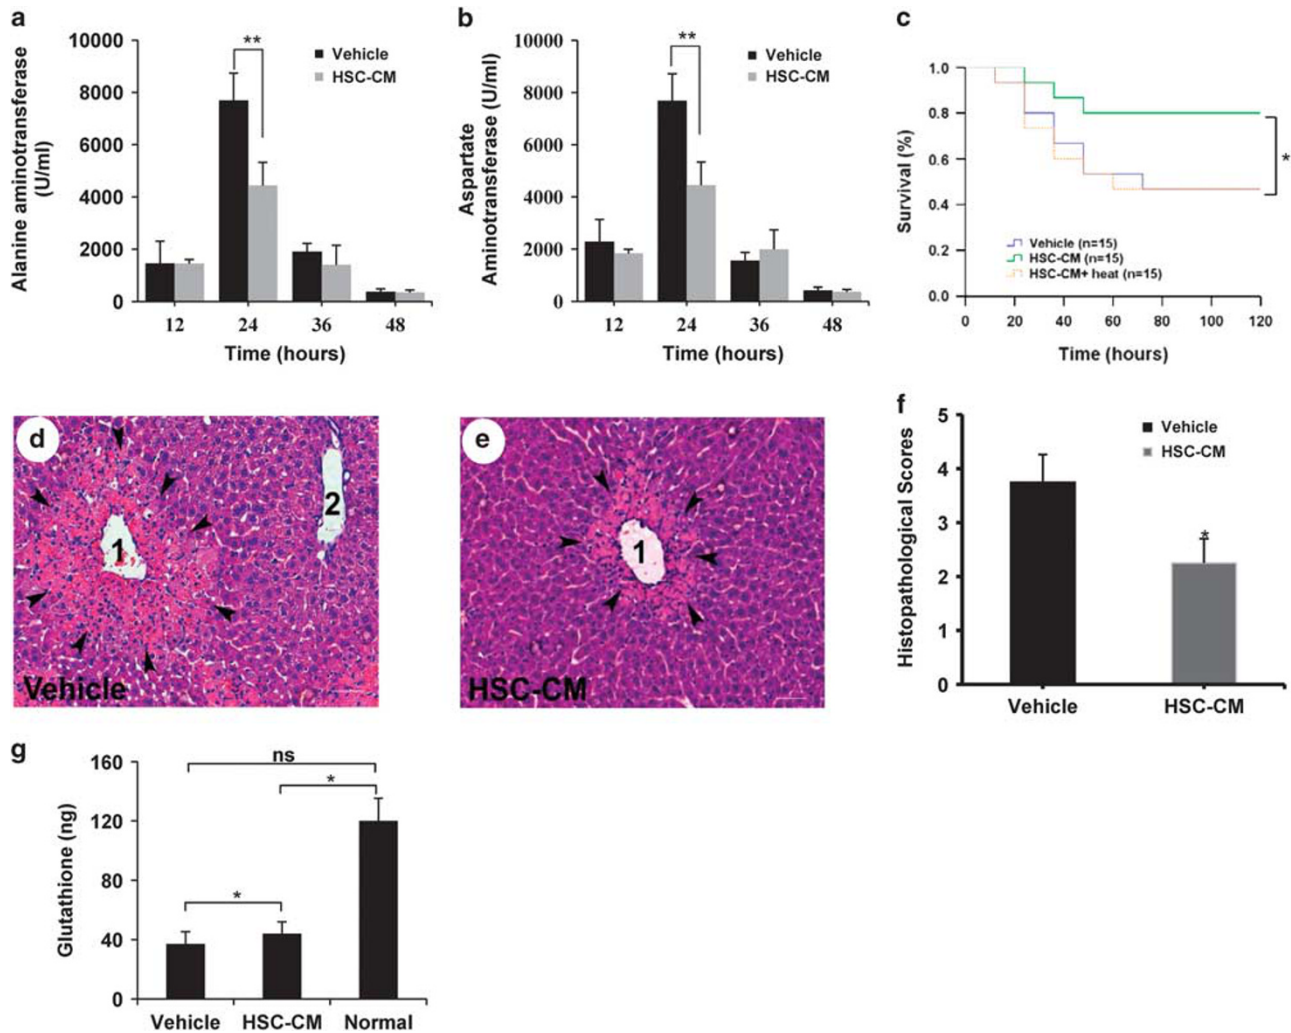 a
10000
8000
6000
4000
2000
0
Alanine aminotransferase
(U/ml)
**
Vehicle
HSC-CM
12 24 36 48
Time (hours)
b
10000
8000
6000
4000
2000
0
Aspartate
Aminotransferase (U/ml)
**
Vehicle
HSC-CM
12 24 36 48
Time (hours)
c
1.0
0.8
0.6
0.4
0.2
0.0
Survival (%)
*
Vehicle (n=15)
HSC-CM (n=15)
HSC-CM+ heat (n=15)
0 20 40 60 80 100 120
Time (hours)
d
1
2
Vehicle
e
1
HSC-CM
f
5
4
3
2
1
0
Histopathological Scores
Vehicle
HSC-CM
*
Vehicle HSC-CM
g
160
120
80
40
0
Glutathione (ng)
ns
*
*
Vehicle HSC-CM Normal